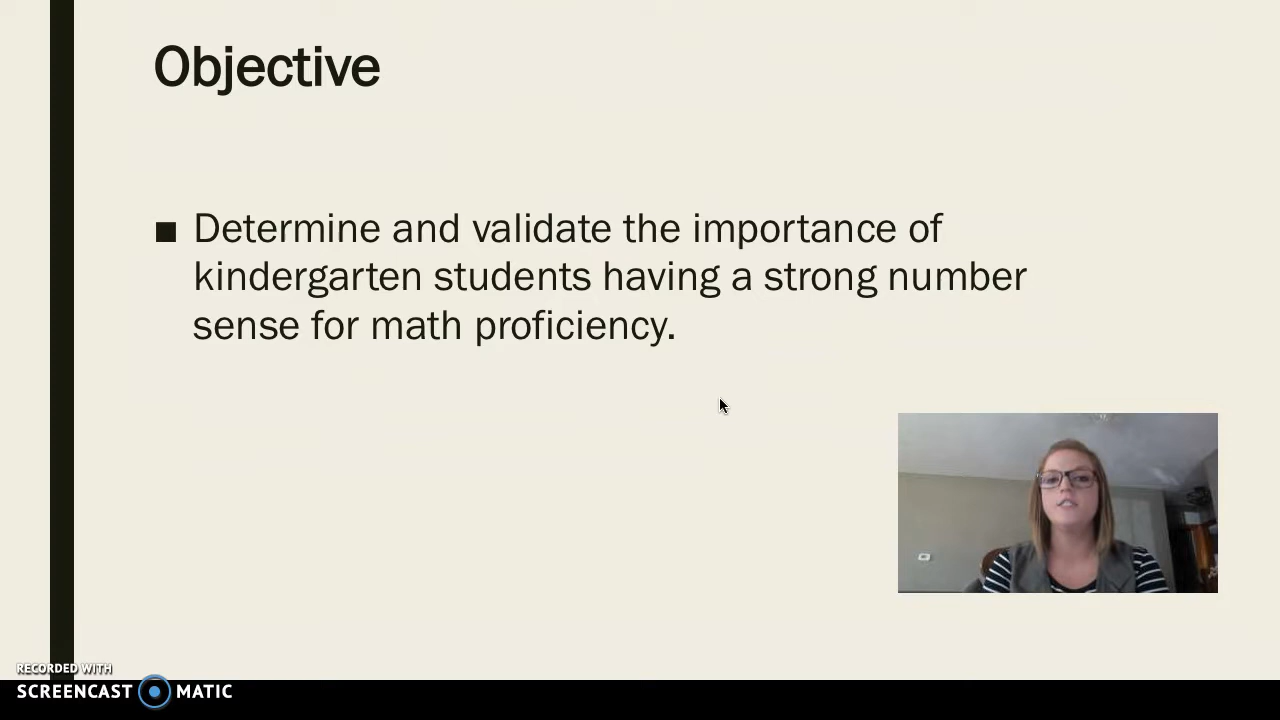 Objective
■ Determine and validate the importance of
kindergarten students having a strong number
sense for math proficiency.
RECORDED WITH
SCREENCAST MATIC